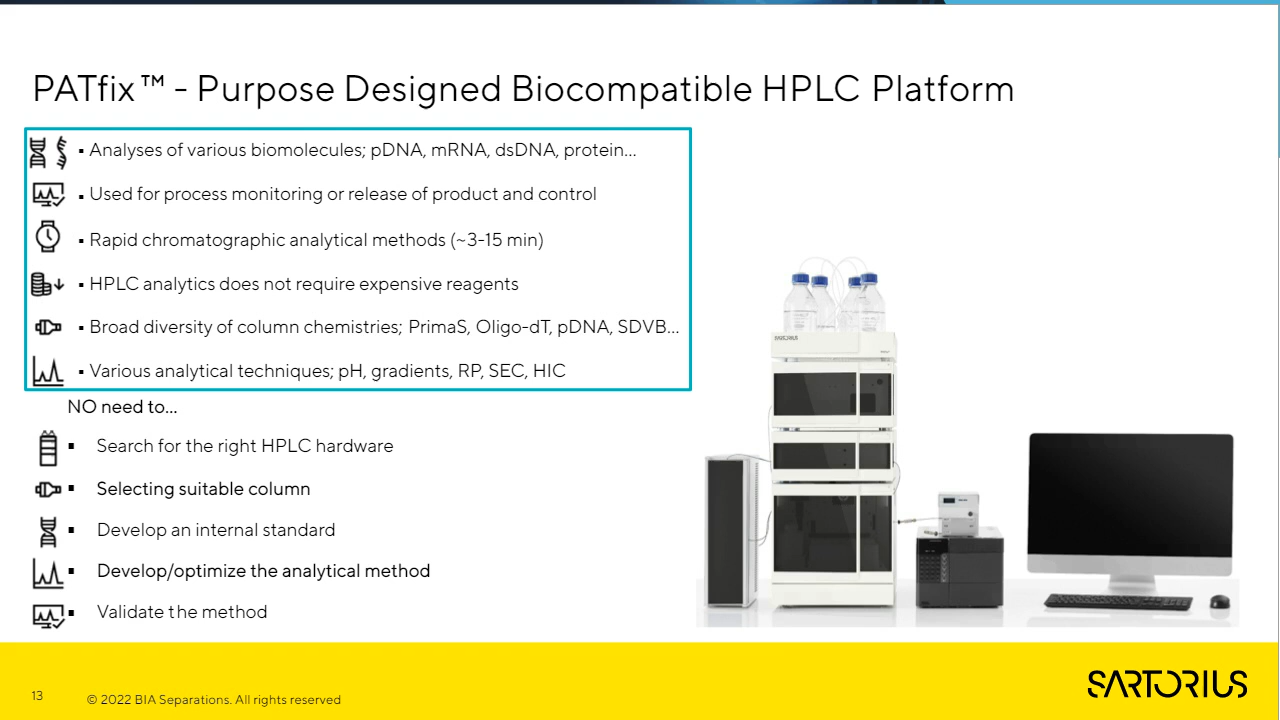 PATfix™ - Purpose Designed Biocompatible HPLC Platform
▪ Analyses of various biomolecules; pDNA, mRNA, dsDNA, protein...
▪ Used for process monitoring or release of product and control
▪ Rapid chromatographic analytical methods (~3-15 min)
▪ HPLC analytics does not require expensive reagents
▪ Broad diversity of column chemistries; PrimaS, Oligo-dT, pDNA, SDVB...
▪ Various analytical techniques; pH, gradients, RP, SEC, HIC
NO need to...
▪ Search for the right HPLC hardware
▪ Selecting suitable column
▪ Develop an internal standard
▪ Develop/optimize the analytical method
▪ Validate the method
SARTORIUS
13
© 2022 BIA Separations. All rights reserved
SARTORIUS